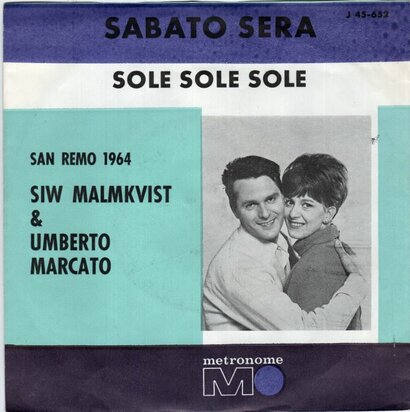 J 45-652
SABATO SERA
SOLE SOLE SOLE
SAN REMO 1964
SIW MALMKVIST
&
UMBERTO
MARCATO
metronome
M